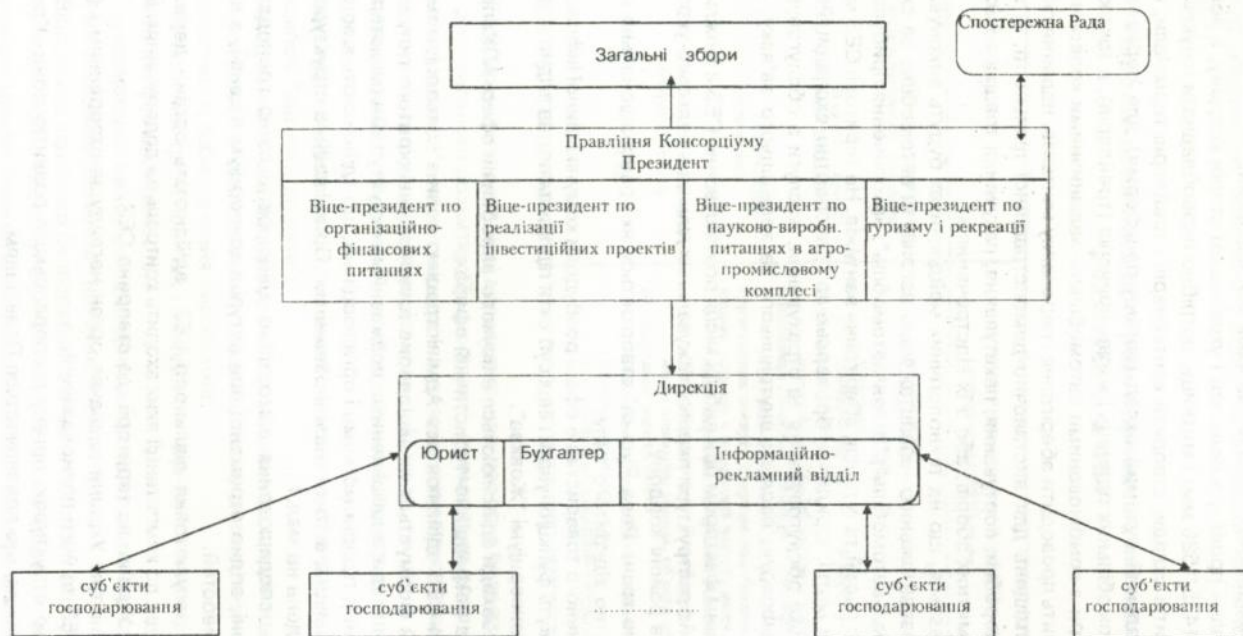 Загальні збори
Спостережна Рада
Правління Консорціуму
Президент
Віце-президент по
організаційно-
фінансових
питаннях
Віце-президент по
реалізації
інвестиційних проектів
Віце-президент по
науково-виробн.
питаннях в агро-
промисловому
комплесі
Віце-президент по
туризму і рекреації
Дирекція
Юрист
Бухгалтер
Інформаційно-
рекламний відділ
суб'єкти
господарювання
суб'єкти
господарювання
...................
суб'єкти
господарювання
суб'єкти
господарювання